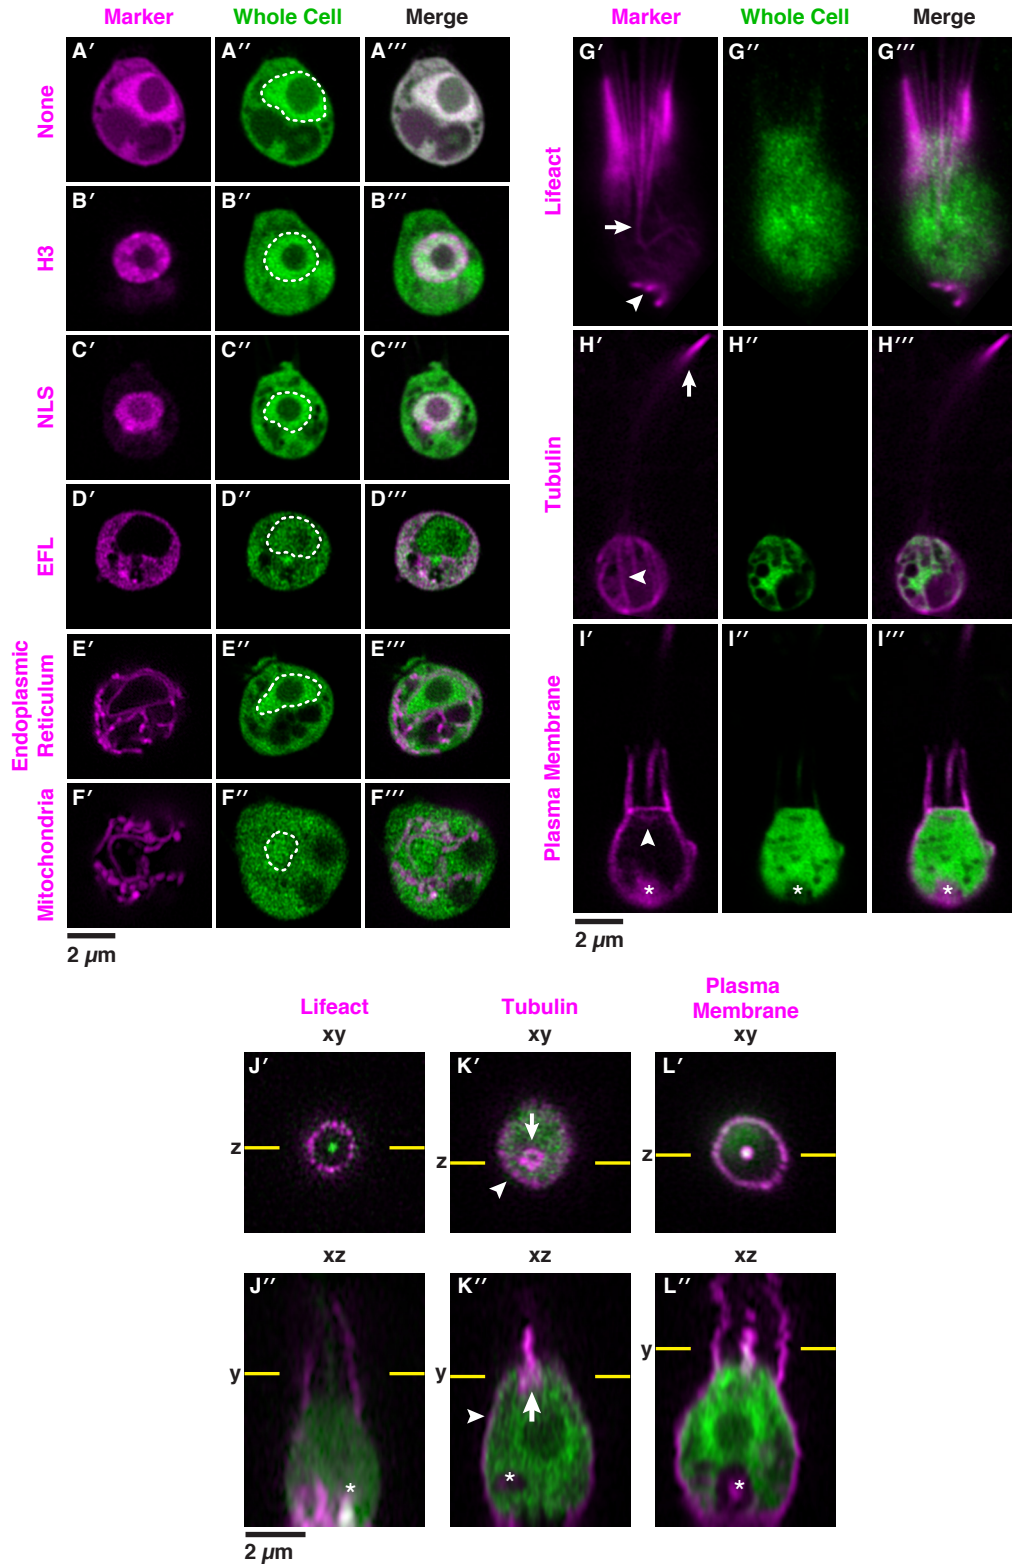 Marker Whole Cell Merge
None A′ A′′ A′′′
H3 B′ B′′ B′′′
NLS C′ C′′ C′′′
EFL D′ D′′ D′′′
Endoplasmic
Reticulum
E′ E′′ E′′′
Mitochondria F′ F′′ F′′′
2 µm
Marker Whole Cell Merge
Lifeact G′ G′′ G′′′
Tubulin H′ H′′ H′′′
Plasma Membrane I′ I′′ I′′′
* * *
2 µm
Lifeact Tubulin Plasma
Membrane
xy xy xy
J′ K′ L′
z z z
xz xz xz
J′′ K′′ L′′
y y y
* * *
2 µm